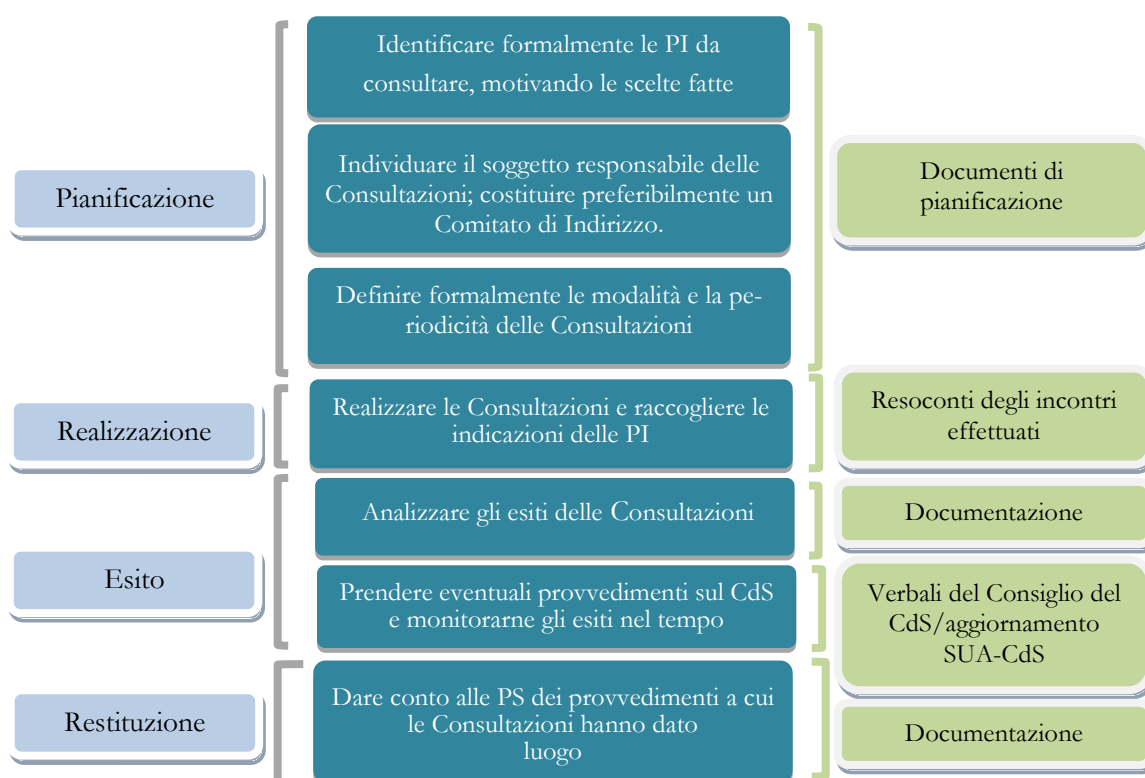 Identificare formalmente le PI da
consultare, motivando le scelte fatte
Pianificazione
Individuare il soggetto responsabile delle
Consultazioni; costituire preferibilmente un
Comitato di Indirizzo.
Documenti di
pianificazione
Definire formalmente le modalità e la pe-
riodicità delle Consultazioni
Realizzazione
Realizzare le Consultazioni e raccogliere le
indicazioni delle PI
Resoconti degli incontri
effettuati
Esito
Analizzare gli esiti delle Consultazioni
Documentazione
Prendere eventuali provvedimenti sul CdS
e monitorarne gli esiti nel tempo
Verbali del Consiglio del
CdS/aggiornamento
SUA-CdS
Restituzione
Dare conto alle PS dei provvedimenti a cui
le Consultazioni hanno dato
luogo
Documentazione